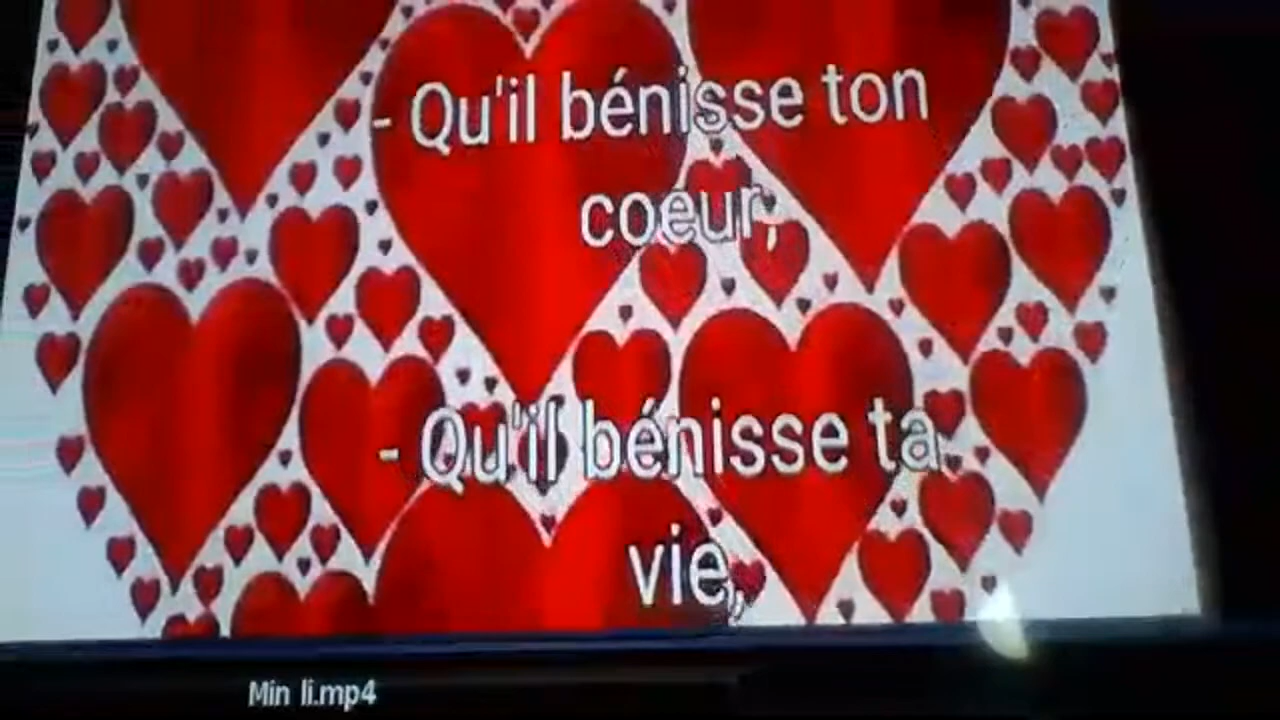 - Qu'il bénisse ton
coeur,
- Qu'il bénisse ta
vie,
Min li.mp4